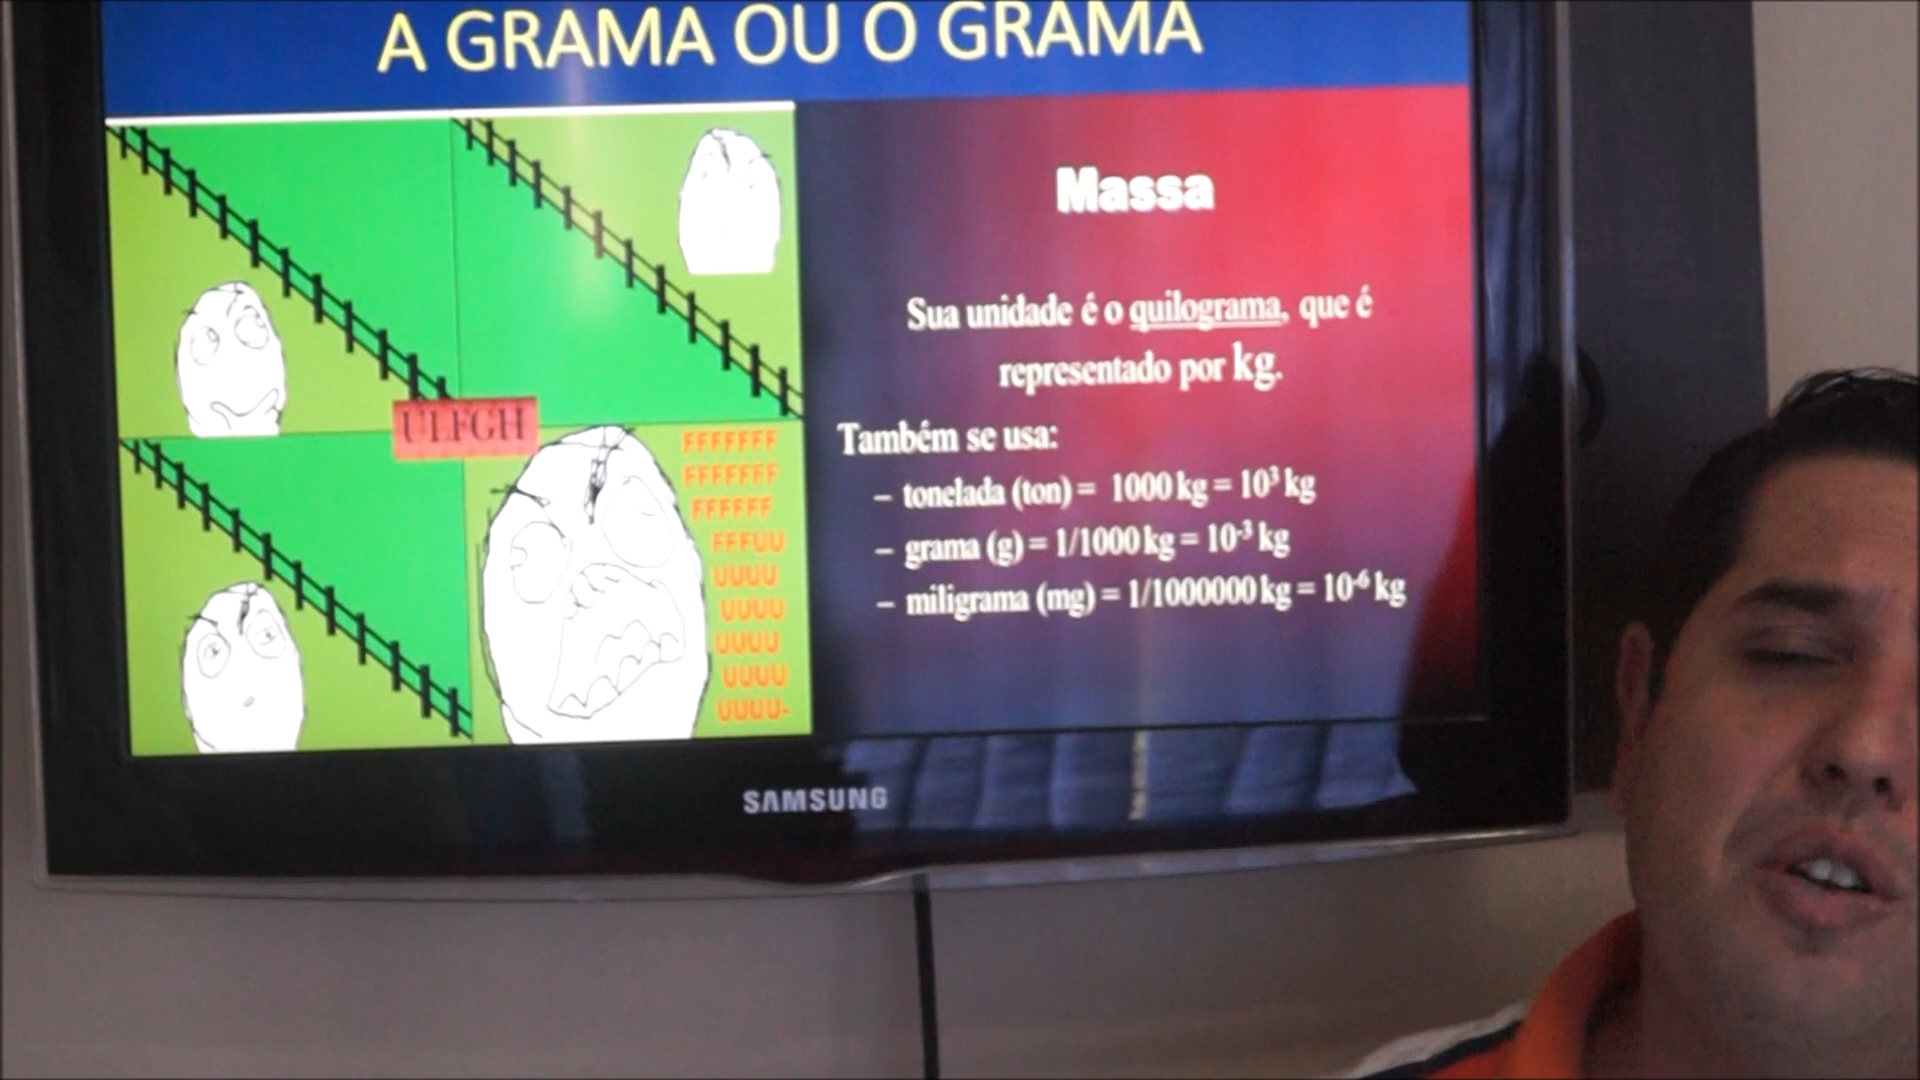 A GRAMA OU O GRAMA
ULFGH
FFFFFFF
FFFFFFF
FFFFFF
FFFUU
UUUU
UUUU
UUUU
UUUU
UUUU-
Massa
Sua unidade é o quilograma, que é
representado por kg.
Também se usa:
– tonelada (ton) = 1000 kg = 10³ kg
– grama (g) = 1/1000 kg = 10⁻³ kg
– miligrama (mg) = 1/1000000 kg = 10⁻⁶ kg
SAMSUNG